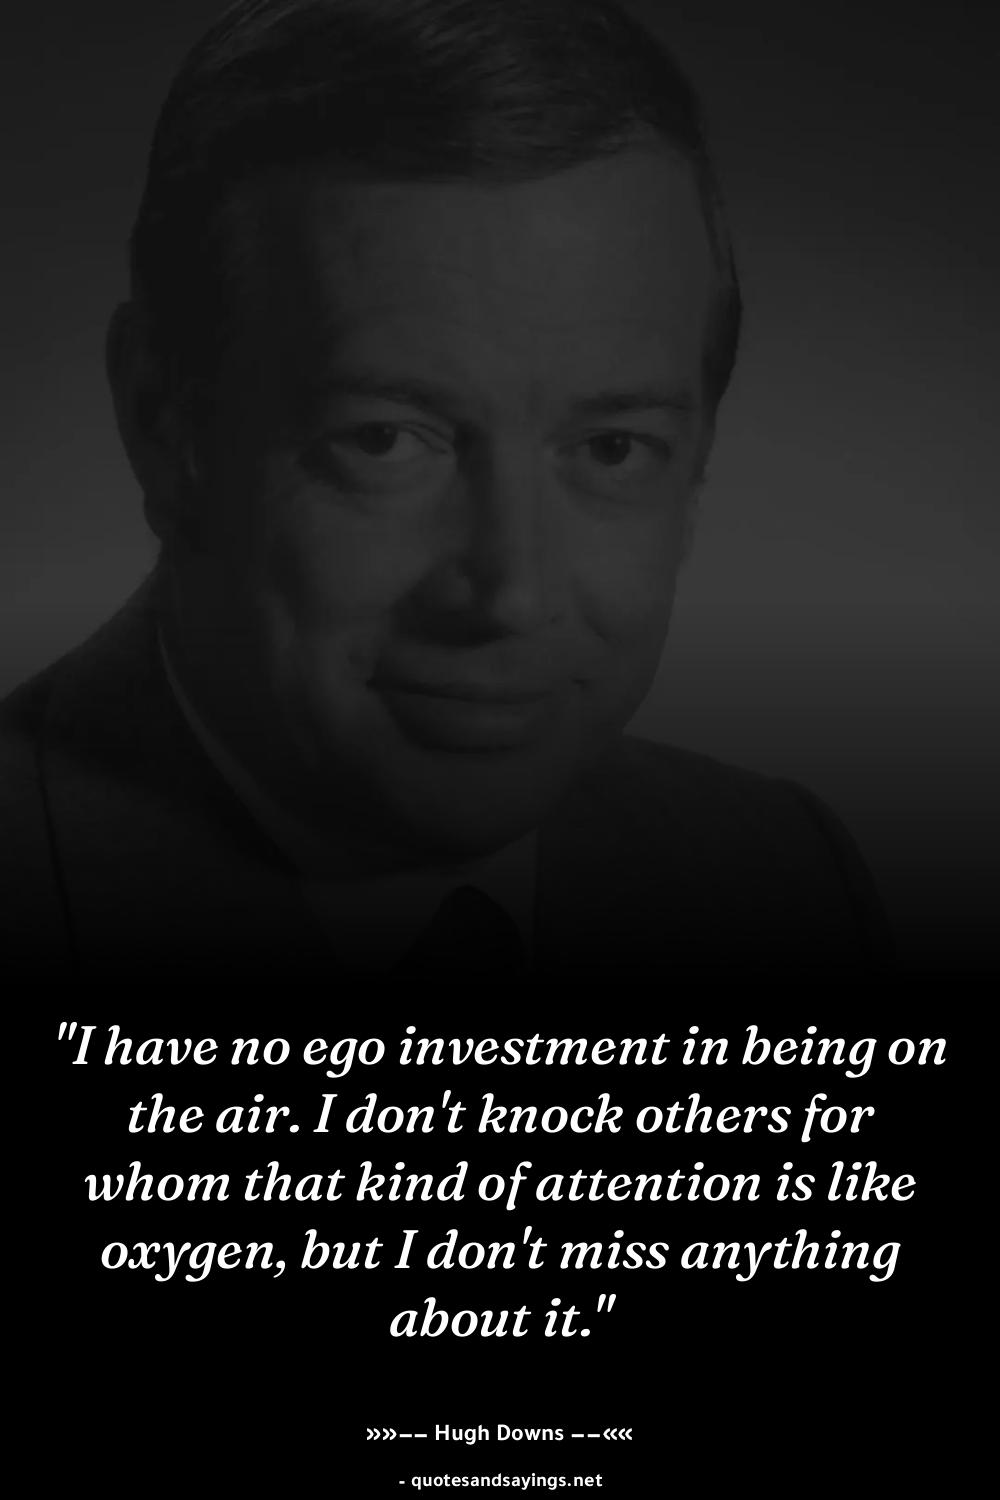 "I have no ego investment in being on
the air. I don't knock others for
whom that kind of attention is like
oxygen, but I don't miss anything
about it."
»»−− Hugh Downs −−««
- quotesandsayings.net